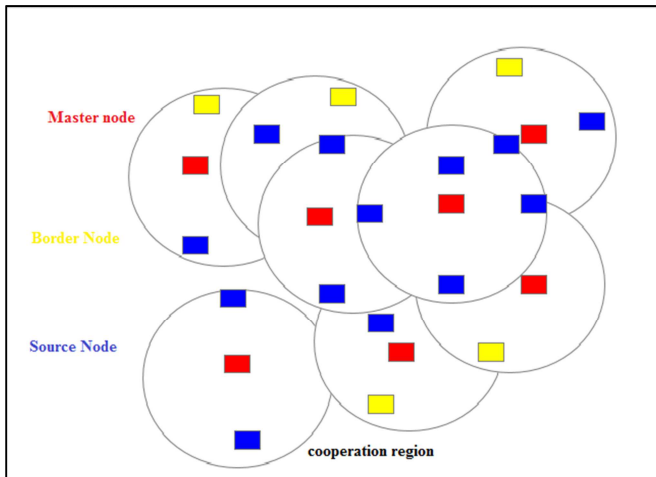 Master node
Border Node
Source Node
cooperation region